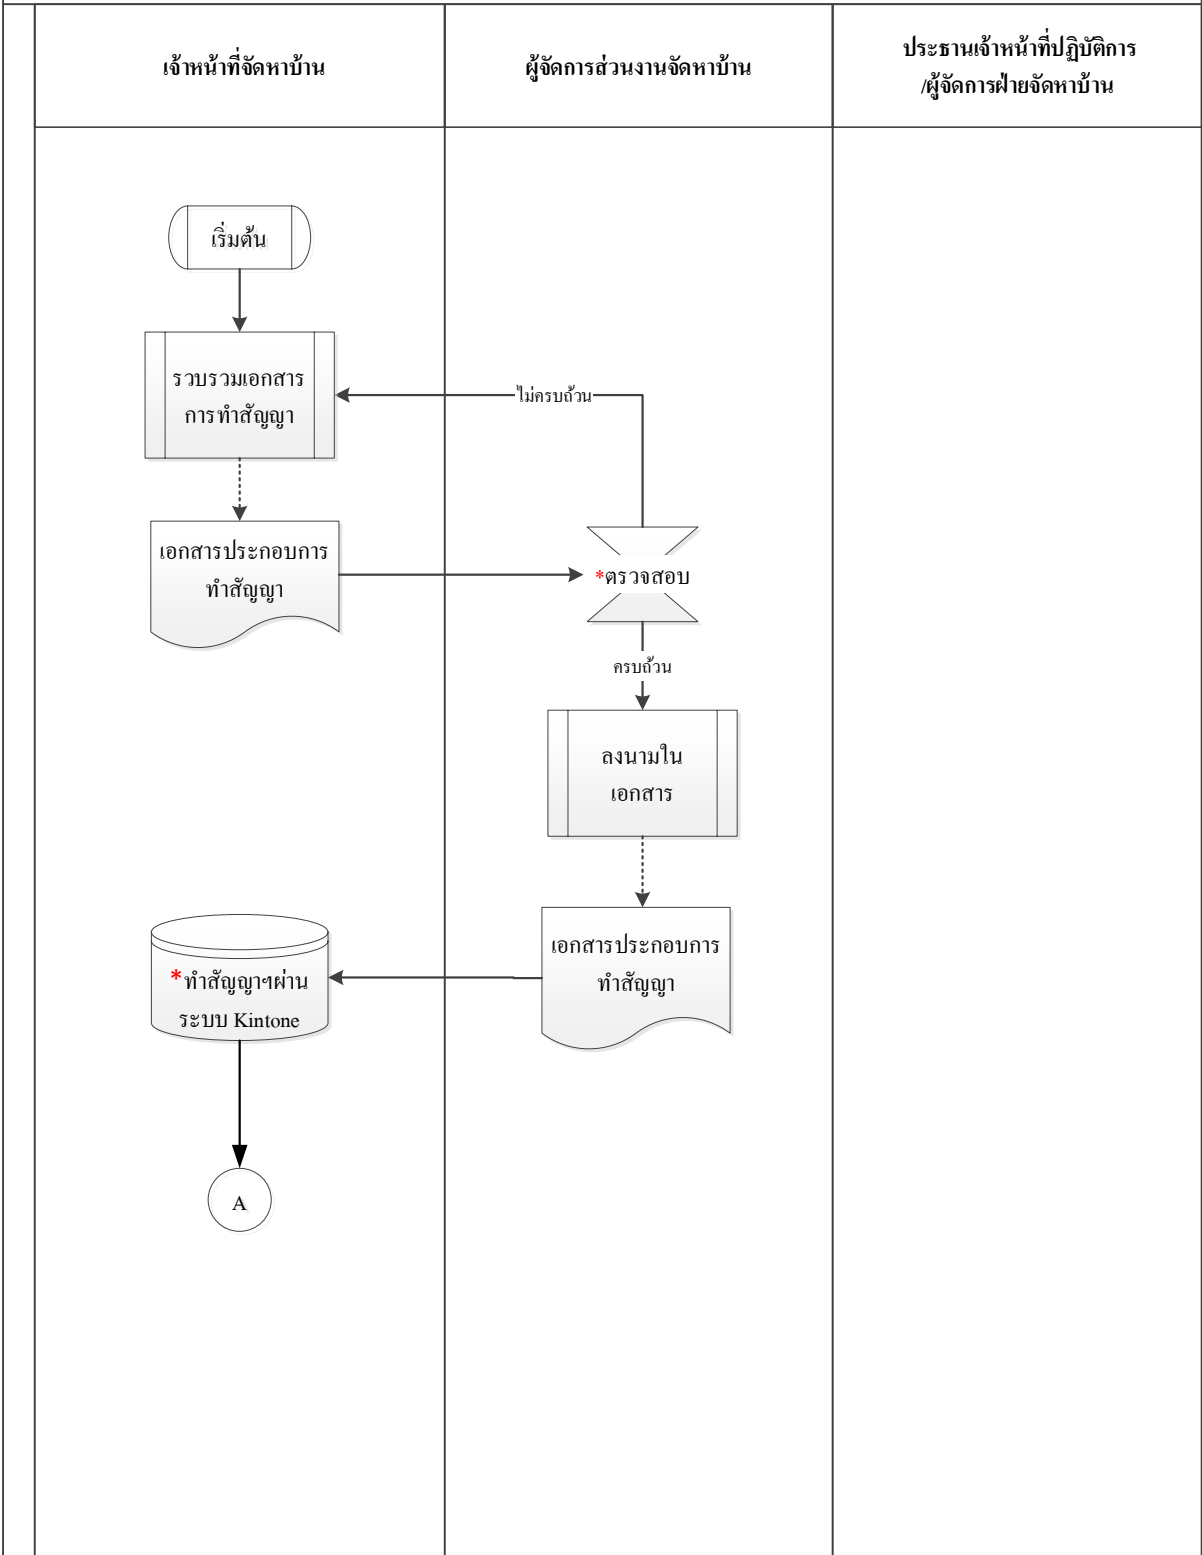 เจ้าหน้าที่จัดหาบ้าน
ผู้จัดการส่วนงานจัดหาบ้าน
ประธานเจ้าหน้าที่ปฏิบัติการ
/ผู้จัดการฝ่ายจัดหาบ้าน
เริ่มต้น
รวบรวมเอกสาร
การทำสัญญา
ไม่ครบถ้วน
เอกสารประกอบการ
ทำสัญญา
*ตรวจสอบ
ครบถ้วน
ลงนามใน
เอกสาร
เอกสารประกอบการ
ทำสัญญา
*ทำสัญญาฯผ่าน
ระบบ Kintone
A